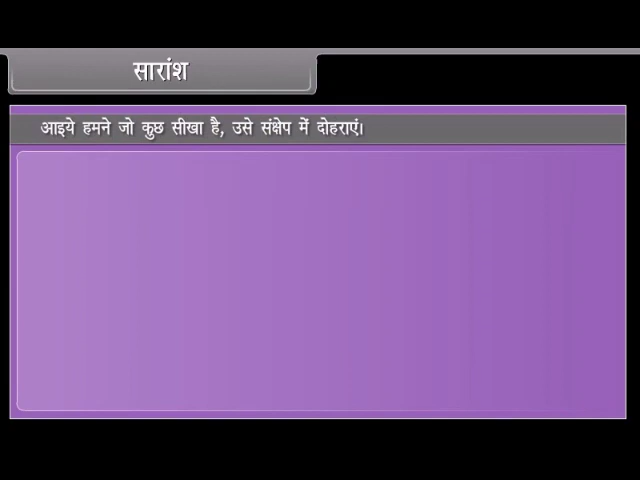 सारांश
आइये हमने जो कुछ सीखा है, उसे संक्षेप में दोहराएं।